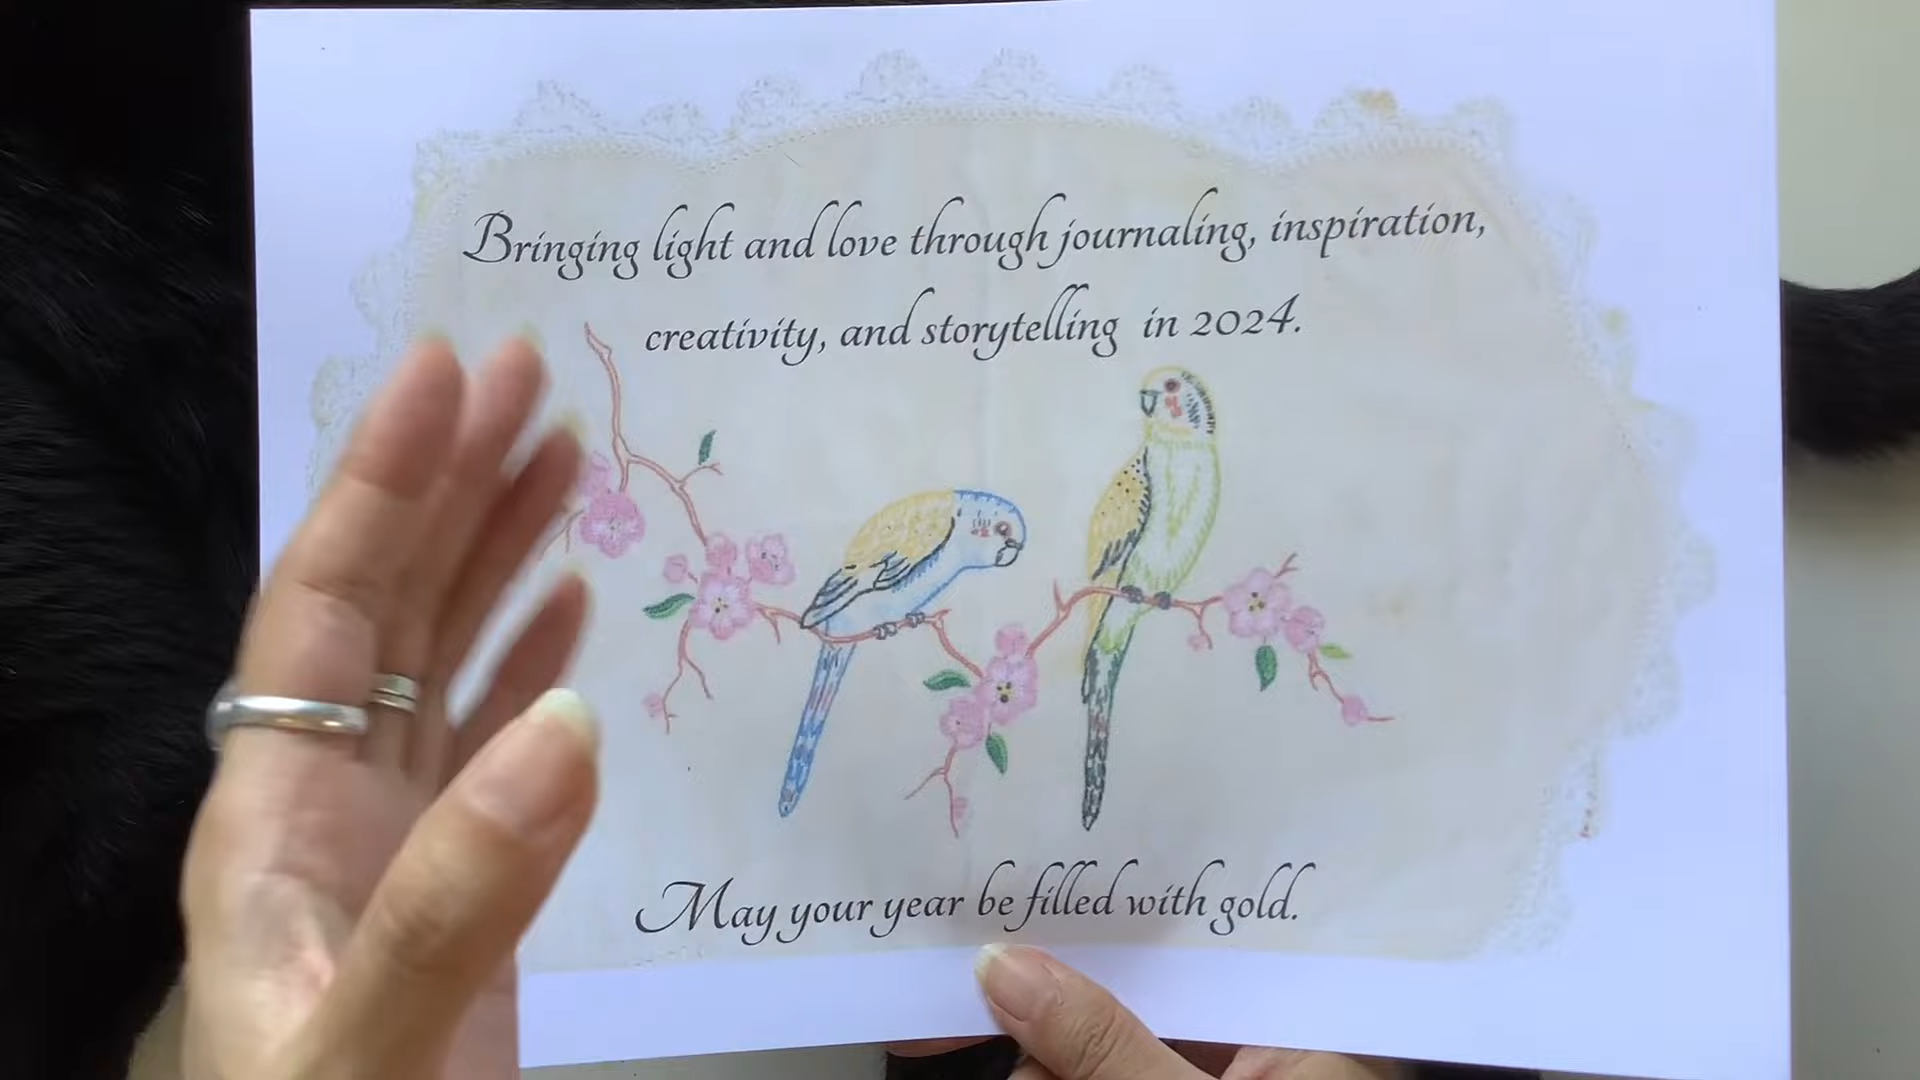 Bringing light and love through journaling, inspiration,
creativity, and storytelling in 2024.
May your year be filled with gold.